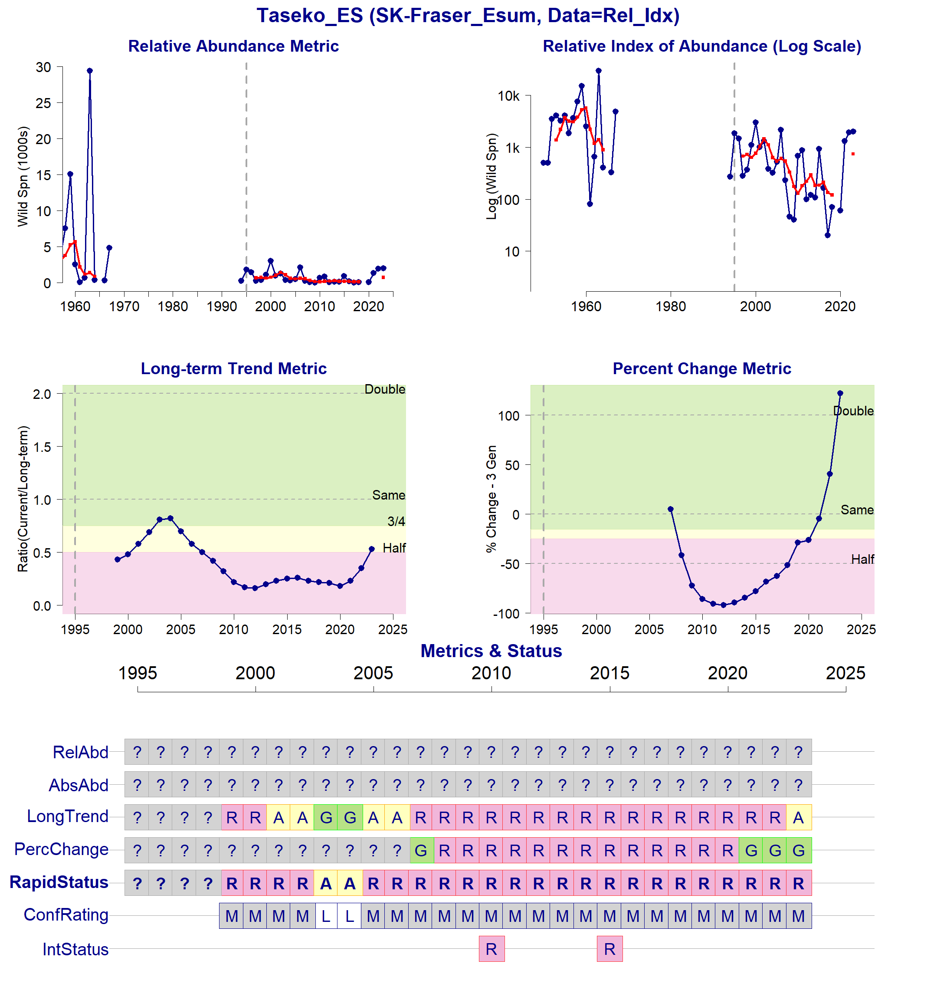 Taseko_ES (SK-Fraser_Esum, Data=Rel_Idx)
Relative Abundance Metric
Wild Spn (1000s)
30
25
20
15
10
5
0
1960 1970 1980 1990 2000 2010 2020
Relative Index of Abundance (Log Scale)
Log (Wild Spn)
10k
1k
100
10
1960 1980 2000 2020
Long-term Trend Metric
Ratio(Current/Long-term)
2.0
1.5
1.0
0.5
0.0
Double
Same
3/4
Half
1995 2000 2005 2010 2015 2020 2025
Percent Change Metric
% Change - 3 Gen
100
50
0
-50
-100
Double
Same
Half
1995 2000 2005 2010 2015 2020 2025
Metrics & Status
1995 2000 2005 2010 2015 2020 2025
RelAbd ? ? ? ? ? ? ? ? ? ? ? ? ? ? ? ? ? ? ? ? ? ? ? ? ? ? ? ? ?
AbsAbd ? ? ? ? ? ? ? ? ? ? ? ? ? ? ? ? ? ? ? ? ? ? ? ? ? ? ? ? ?
LongTrend ? ? ? ? R R A A G G A A R R R R R R R R R R R R R R R R A
PercChange ? ? ? ? ? ? ? ? ? ? ? ? G R R R R R R R R R R R R R G G G
RapidStatus ? ? ? ? R R R R A A R R R R R R R R R R R R R R R R R R R
ConfRating M M M M L L M M M M M M M M M M M M M M M M M M M
IntStatus R R